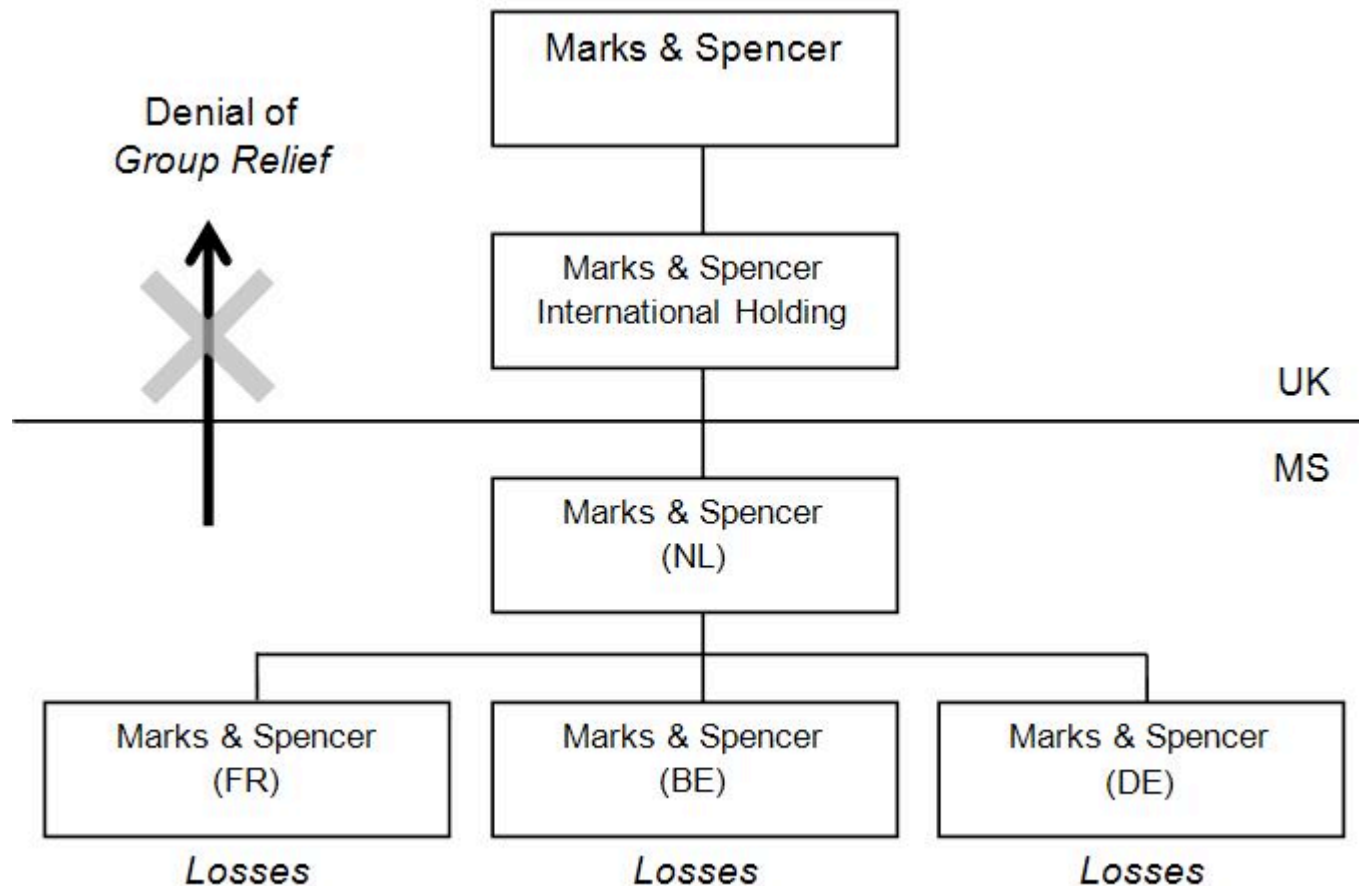 Marks & Spencer
Denial of
Group Relief
Marks & Spencer
International Holding
UK
MS
Marks & Spencer
(NL)
Marks & Spencer
(FR)
Marks & Spencer
(BE)
Marks & Spencer
(DE)
Losses
Losses
Losses